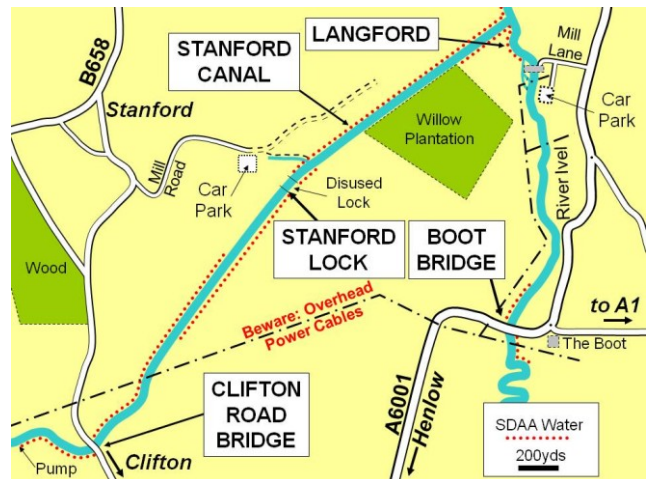 B658
STANFORD
CANAL
LANGFORD
Mill
Lane
Stanford
Willow
Plantation
Car
Park
Mill
Road
Car
Park
Disused
Lock
River Ivel
Wood
STANFORD
LOCK
BOOT
BRIDGE
to A1
Beware: Overhead
Power Cables
The Boot
CLIFTON
ROAD
BRIDGE
A6001
Henlow
SDAA Water
200yds
Pump
Clifton